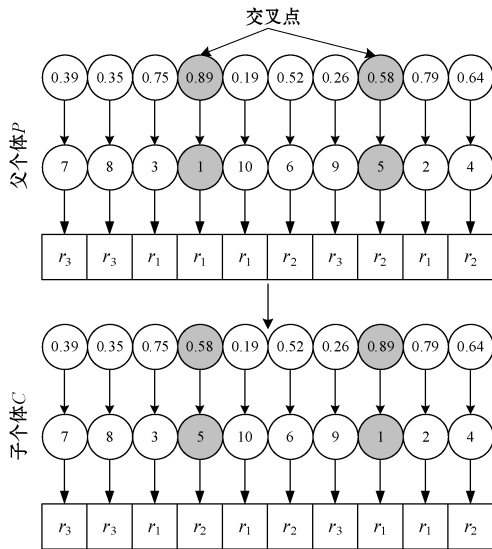 交叉点
0.39 0.35 0.75 0.89 0.19 0.52 0.26 0.58 0.79 0.64
父个体P
7 8 3 1 10 6 9 5 2 4
r3 r3 r1 r1 r1 r2 r3 r2 r1 r2
0.39 0.35 0.75 0.58 0.19 0.52 0.26 0.89 0.79 0.64
子个体C
7 8 3 5 10 6 9 1 2 4
r3 r3 r1 r2 r1 r2 r3 r1 r1 r2